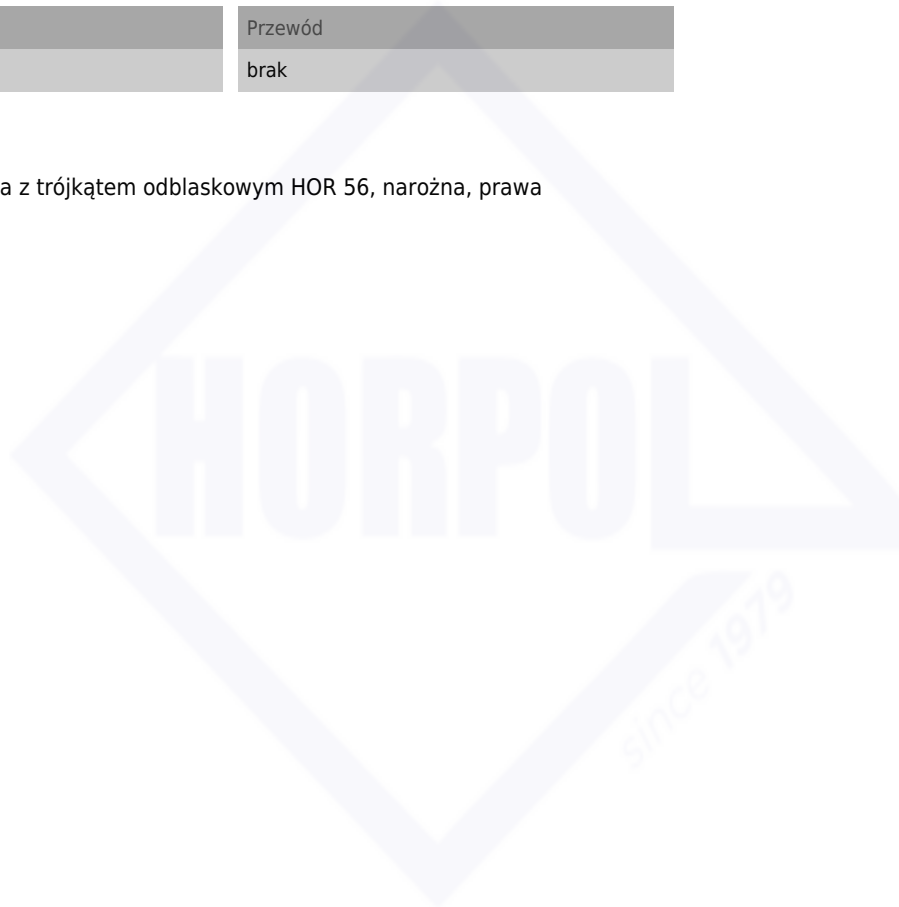 Przewód
brak
a z trójkątem odblaskowym HOR 56, narożna, prawa
HORPOL
since 1979